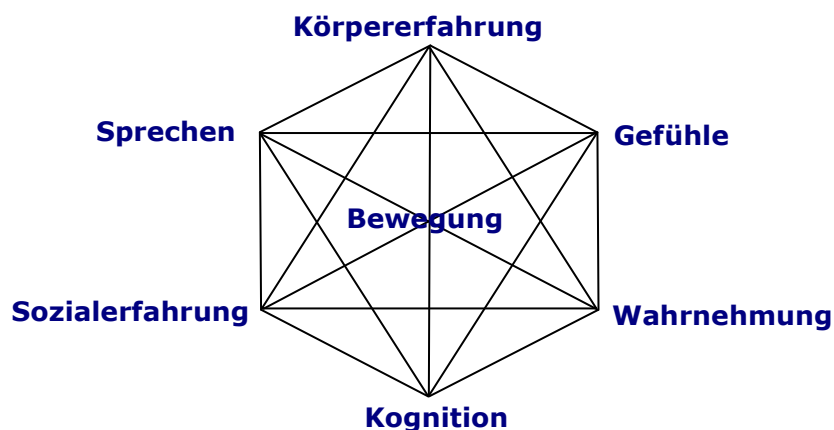 Körpererfahrung
Sprechen
Gefühle
Bewegung
Sozialerfahrung
Wahrnehmung
Kognition